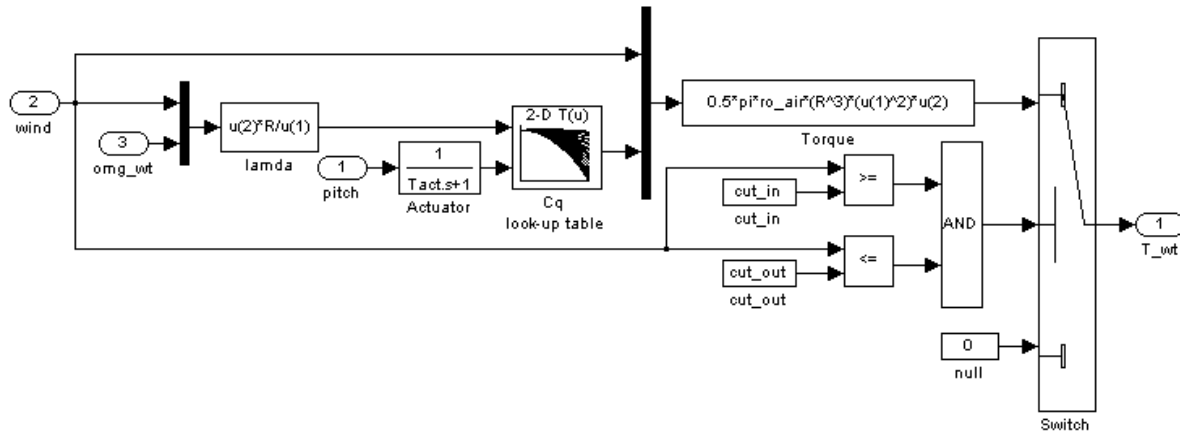 2
wind
3
omg_wt
u(2)*R/u(1)
lamda
1
pitch
1
Tact.s+1
Actuator
2-D T(u)
Cq
look-up table
0.5*pi*ro_air*(R^3)*(u(1)^2)*u(2)
Torque
cut_in
cut_in
>=
cut_out
cut_out
<=
AND
0
null
Switch
1
T_wt